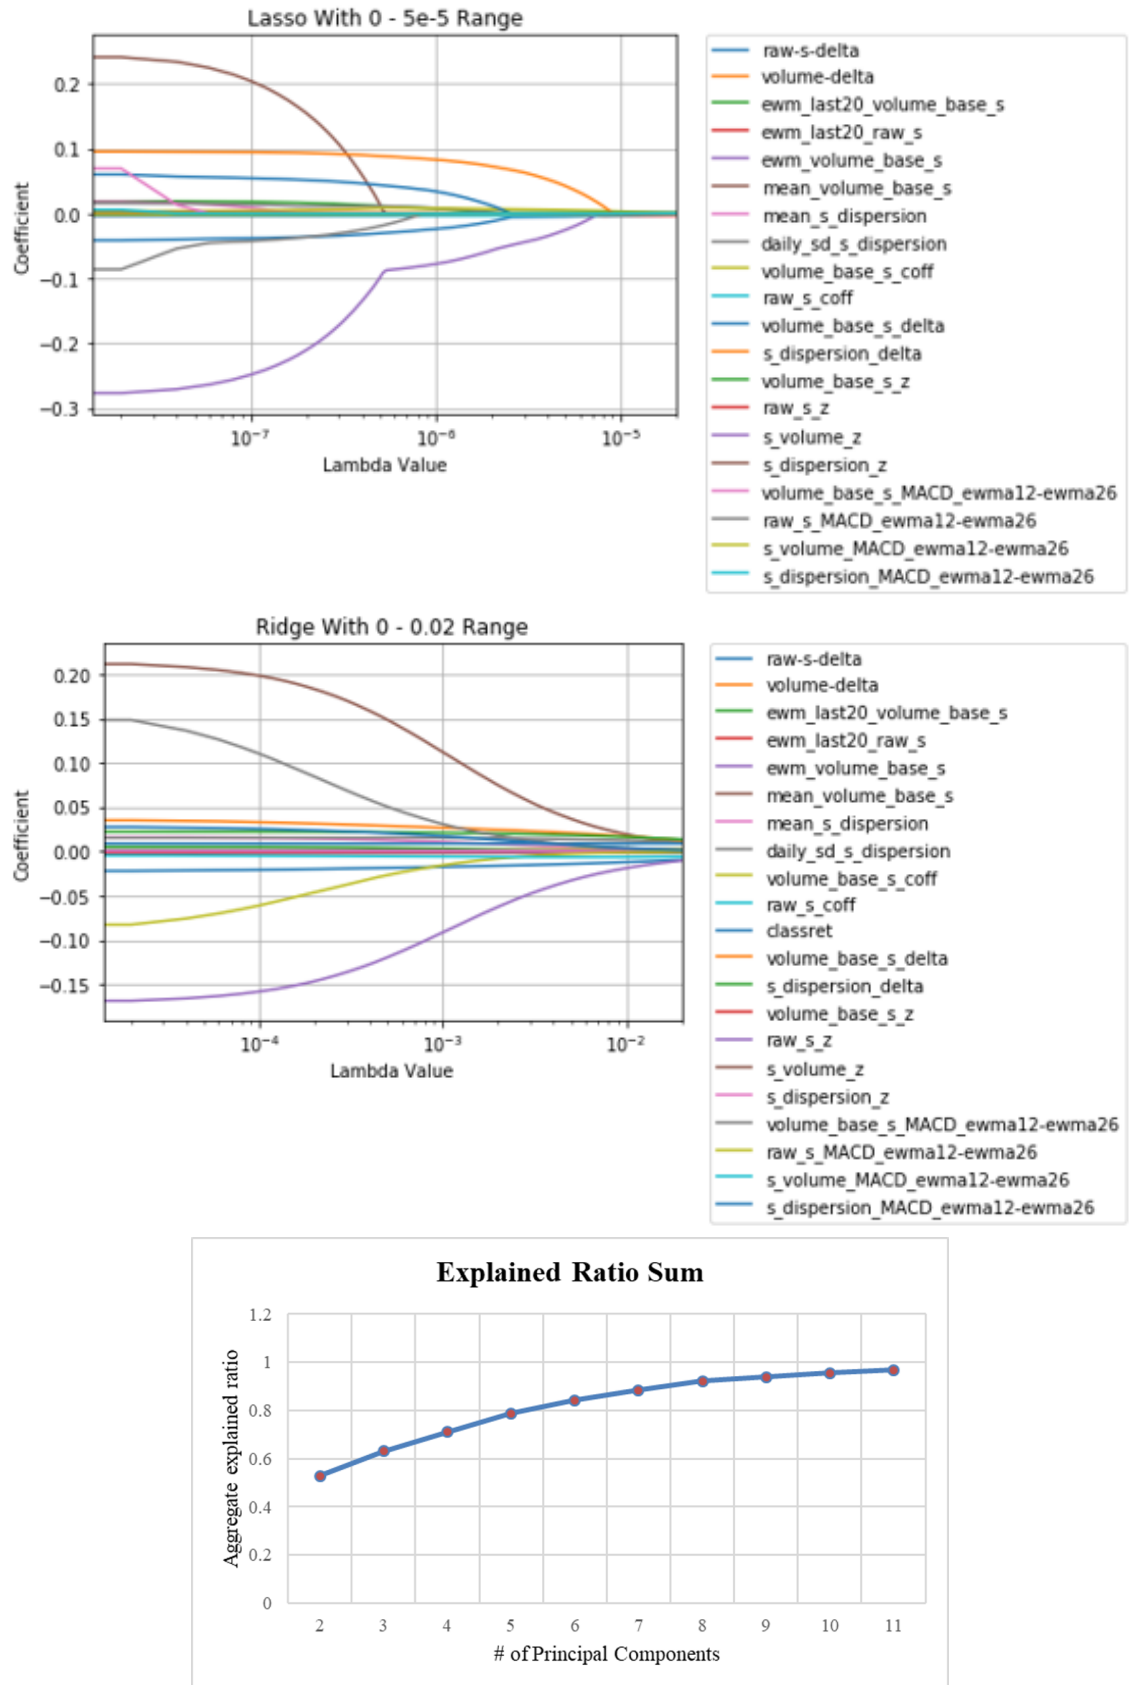 Lasso With 0 - 5e-5 Range
0.2
0.1
0.0
−0.1
−0.2
−0.3
Coefficient
10⁻⁷
10⁻⁶
10⁻⁵
Lambda Value
raw-s-delta
volume-delta
ewm_last20_volume_base_s
ewm_last20_raw_s
ewm_volume_base_s
mean_volume_base_s
mean_s_dispersion
daily_sd_s_dispersion
volume_base_s_coff
raw_s_coff
volume_base_s_delta
s_dispersion_delta
volume_base_s_z
raw_s_z
s_volume_z
s_dispersion_z
volume_base_s_MACD_ewma12-ewma26
raw_s_MACD_ewma12-ewma26
s_volume_MACD_ewma12-ewma26
s_dispersion_MACD_ewma12-ewma26
Ridge With 0 - 0.02 Range
0.20
0.15
0.10
0.05
0.00
−0.05
−0.10
−0.15
Coefficient
10⁻⁴
10⁻³
10⁻²
Lambda Value
raw-s-delta
volume-delta
ewm_last20_volume_base_s
ewm_last20_raw_s
ewm_volume_base_s
mean_volume_base_s
mean_s_dispersion
daily_sd_s_dispersion
volume_base_s_coff
raw_s_coff
classret
volume_base_s_delta
s_dispersion_delta
volume_base_s_z
raw_s_z
s_volume_z
s_dispersion_z
volume_base_s_MACD_ewma12-ewma26
raw_s_MACD_ewma12-ewma26
s_volume_MACD_ewma12-ewma26
s_dispersion_MACD_ewma12-ewma26
Explained Ratio Sum
1.2
1
0.8
0.6
0.4
0.2
0
Aggregate explained ratio
2 3 4 5 6 7 8 9 10 11
# of Principal Components